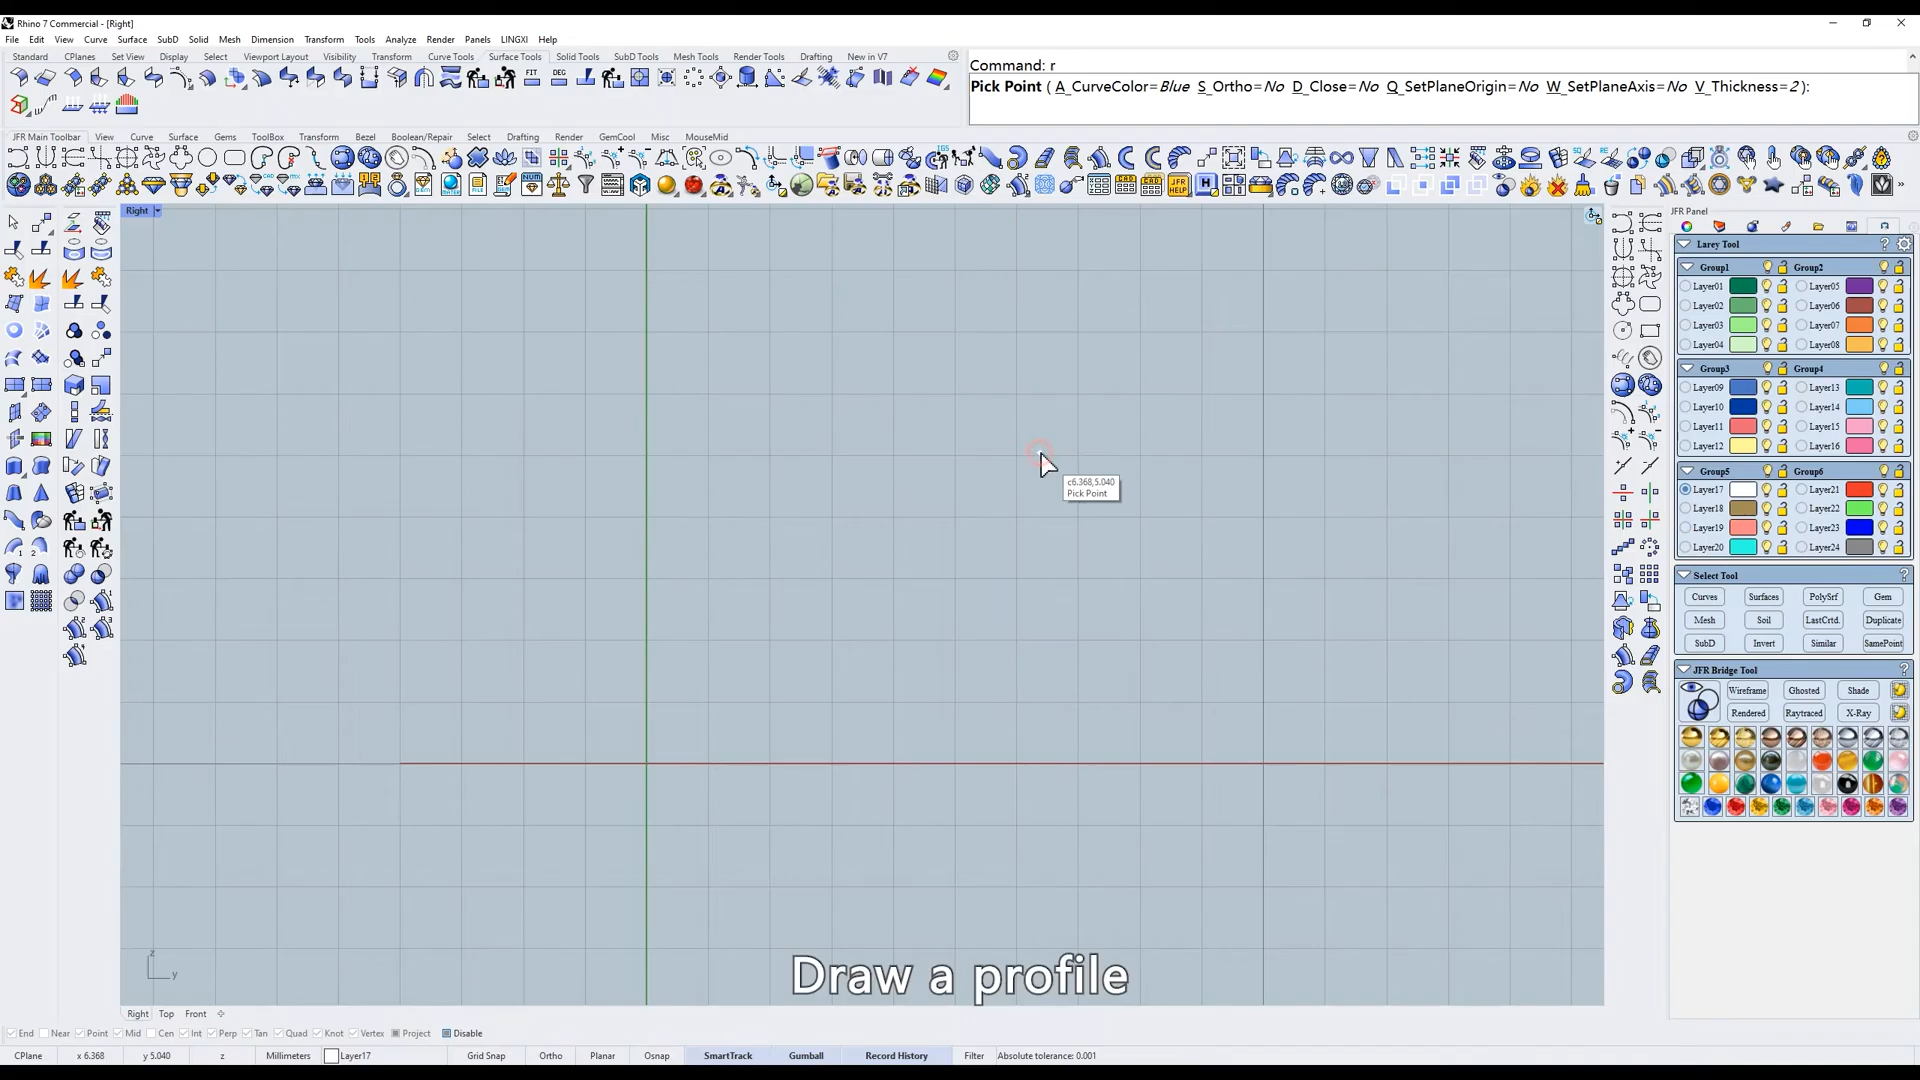 Rhino 7 Commercial - [Right]
File Edit View Curve Surface SubD Solid Mesh Dimension Transform Tools Analyze Render Panels LINGXI Help
Standard CPlanes Set View Display Select Viewport Layout Visibility Transform Curve Tools Surface Tools Solid Tools SubD Tools Mesh Tools Render Tools Drafting New in V7
Command: r
Pick Point ( A_CurveColor=Blue S_Ortho=No D_Close=No Q_SetPlaneOrigin=No W_SetPlaneAxis=No V_Thickness=2 ):
FIT DEG
JFR Main Toolbar View Curve Surface Gems ToolBox Transform Bezel Boolean/Repair Select Drafting Render GemCool Misc MouseMid
Right
JFR Panel
Larey Tool ?
Group1 Group2
Layer01 Layer05
Layer02 Layer06
Layer03 Layer07
Layer04 Layer08
Group3 Group4
Layer09 Layer13
Layer10 Layer14
Layer11 Layer15
Layer12 Layer16
Group5 Group6
Layer17 Layer21
Layer18 Layer22
Layer19 Layer23
Layer20 Layer24
Select Tool ?
Curves Surfaces PolySrf Gem
Mesh Soil LastCrtd. Duplicate
SubD Invert Similar SamePoint
JFR Bridge Tool ?
Wireframe Ghosted Shade
Rendered Raytraced X-Ray
c6.368,5.040
Pick Point
z
y
Draw a profile
Right Top Front
End Near Point Mid Cen Int Perp Tan Quad Knot Vertex Project Disable
CPlane x 6.368 y 5.040 z Millimeters Layer17 Grid Snap Ortho Planar Osnap SmartTrack Gumball Record History Filter Absolute tolerance: 0.001